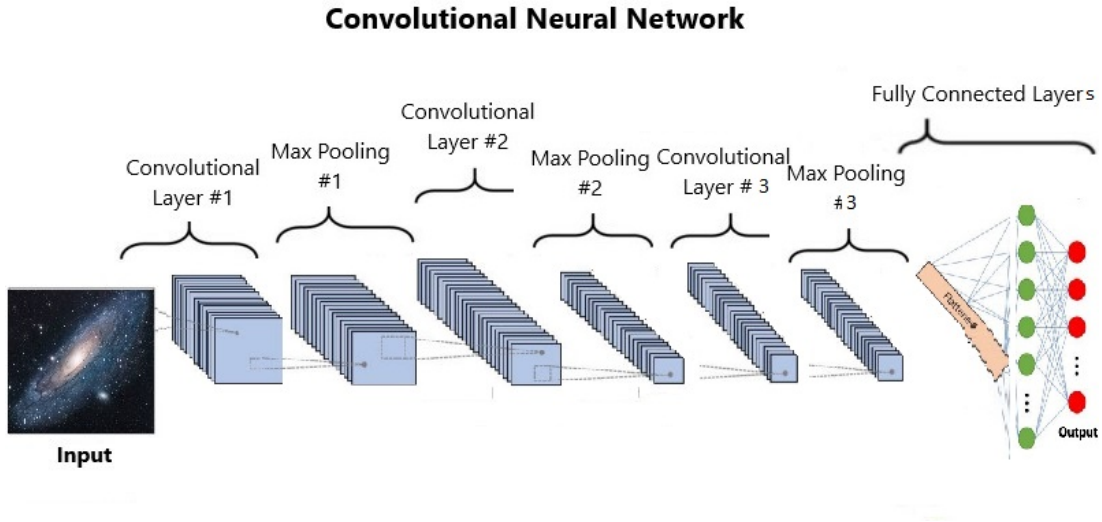 Convolutional Neural Network
Fully Connected Layers
Convolutional
Layer #2
Convolutional
Layer #1
Max Pooling
#1
Max Pooling
#2
Convolutional
Layer # 3
Max Pooling
#3
Flattened
Input
Output